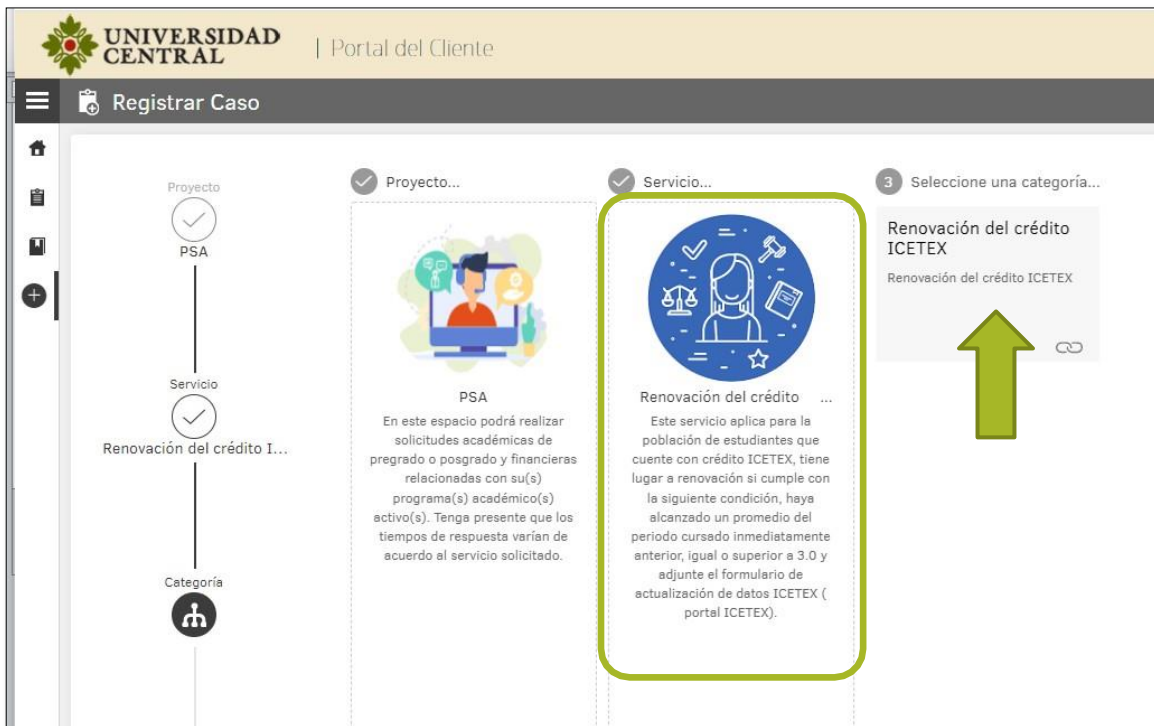 UNIVERSIDAD
CENTRAL
| Portal del Cliente
Registrar Caso
Proyecto
PSA
Servicio
Renovación del crédito I...
Categoría
Proyecto...
PSA
En este espacio podrá realizar
solicitudes académicas de
pregrado o posgrado y financieras
relacionadas con su(s)
programa(s) académico(s)
activo(s). Tenga presente que los
tiempos de respuesta varían de
acuerdo al servicio solicitado.
Servicio...
Renovación del crédito ...
Este servicio aplica para la
población de estudiantes que
cuente con crédito ICETEX, tiene
lugar a renovación si cumple con
la siguiente condición, haya
alcanzado un promedio del
periodo cursado inmediatamente
anterior, igual o superior a 3.0 y
adjunte el formulario de
actualización de datos ICETEX (
portal ICETEX).
3 Seleccione una categoría...
Renovación del crédito
ICETEX
Renovación del crédito ICETEX